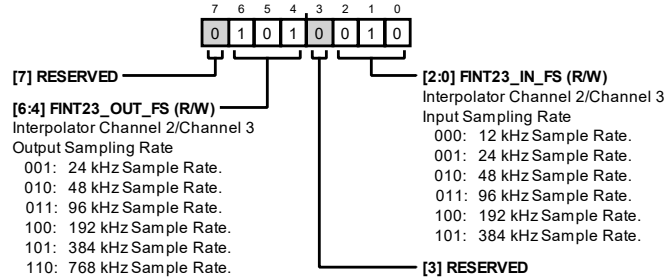 7 6 5 4 3 2 1 0
0 1 0 1 0 0 1 0
[7] RESERVED
[6:4] FINT23_OUT_FS (R/W)
Interpolator Channel 2/Channel 3
Output Sampling Rate
001: 24 kHz Sample Rate.
010: 48 kHz Sample Rate.
011: 96 kHz Sample Rate.
100: 192 kHz Sample Rate.
101: 384 kHz Sample Rate.
110: 768 kHz Sample Rate.
[2:0] FINT23_IN_FS (R/W)
Interpolator Channel 2/Channel 3
Input Sampling Rate
000: 12 kHz Sample Rate.
001: 24 kHz Sample Rate.
010: 48 kHz Sample Rate.
011: 96 kHz Sample Rate.
100: 192 kHz Sample Rate.
101: 384 kHz Sample Rate.
[3] RESERVED